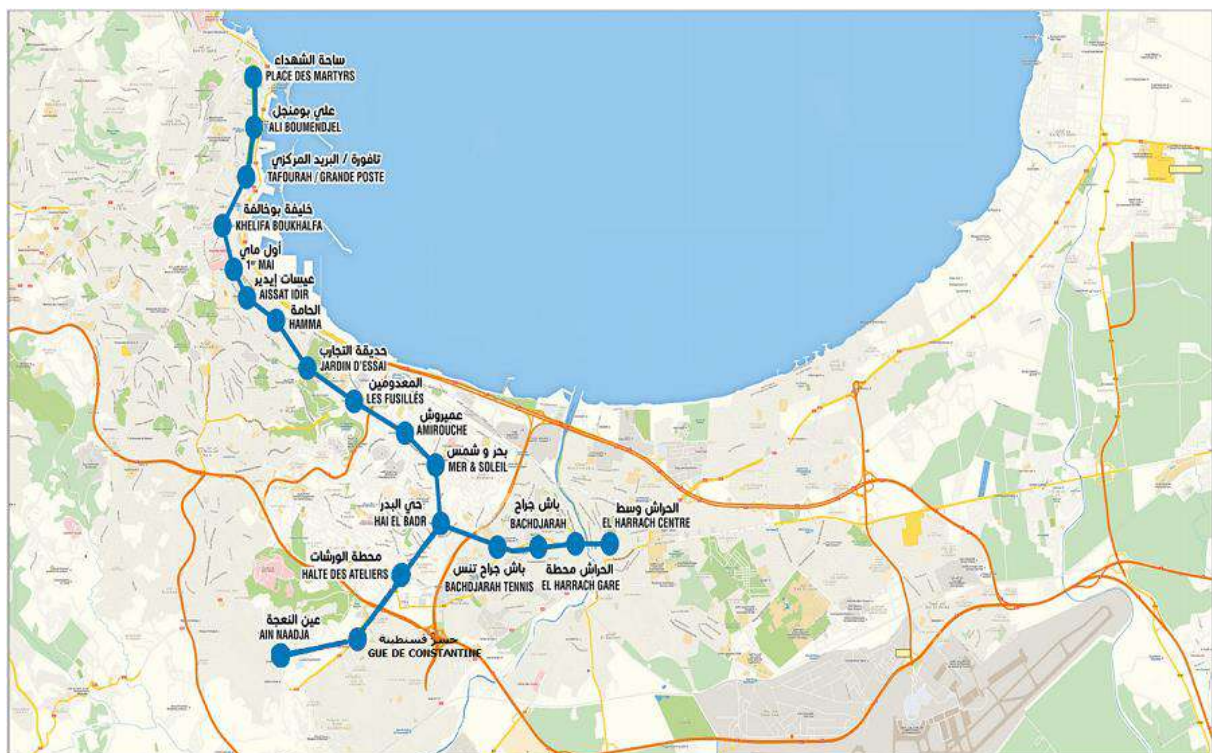 ساحة الشهداء
PLACE DES MARTYRS
علي بومنجل
ALI BOUMENDJEL
تافورة / البريد المركزي
TAFOURAH / GRANDE POSTE
خليفة بوخالفة
KHELIFA BOUKHALFA
أول ماي
1er MAI
عيسات إيدير
AISSAT IDIR
الحامة
HAMMA
حديقة التجارب
JARDIN D'ESSAI
المعدومين
LES FUSILLÉS
عميروش
AMIROUCHE
بحر و شمس
MER & SOLEIL
حي البدر
HAI EL BADR
باش جراح
BACHDJARAH
الحراش وسط
EL HARRACH CENTRE
باش جراح تنس
BACHDJARAH TENNIS
الحراش محطة
EL HARRACH GARE
محطة الورشات
HALTE DES ATELIERS
جسر قسنطينة
GUE DE CONSTANTINE
عين النعجة
AIN NAADJA